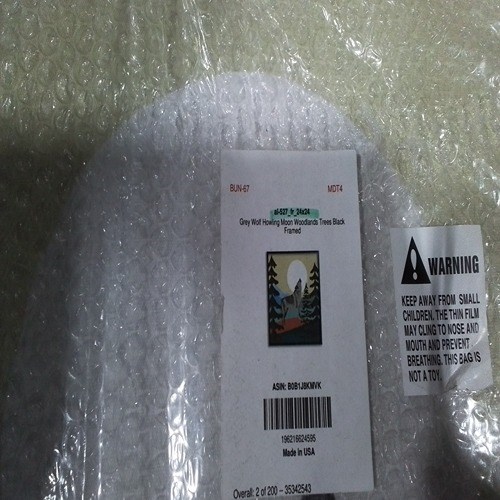 BUN-67 MDT4
al-527_fr_24x24
Grey Wolf Howling Moon Woodlands Trees Black
Framed
ASIN: B0B1J8KMVK
196218624595
Made in USA
Overall: 2 of 200 - 35342543
WARNING
KEEP AWAY FROM SMALL
CHILDREN. THE THIN FILM
MAY CLING TO NOSE AND
MOUTH AND PREVENT
BREATHING. THIS BAG IS
NOT A TOY.